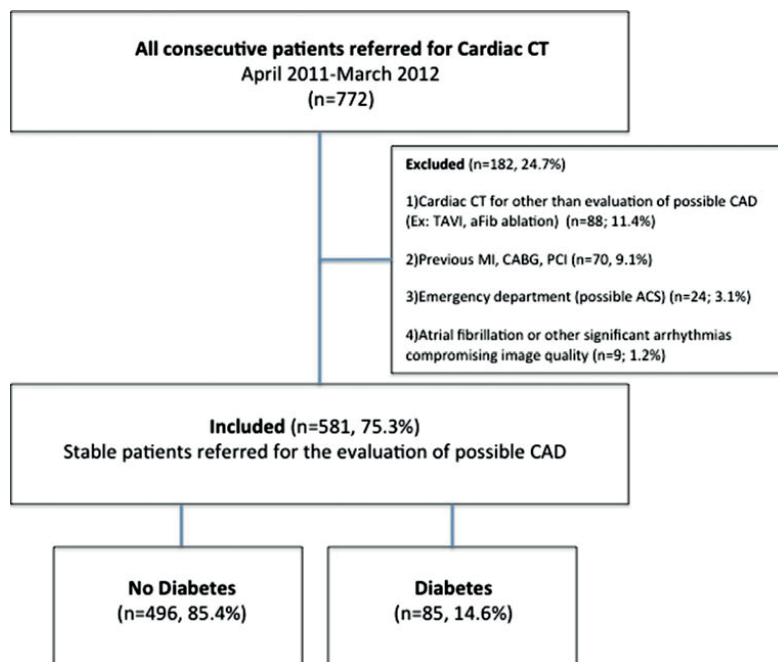 All consecutive patients referred for Cardiac CT
April 2011-March 2012
(n=772)
Excluded (n=182, 24.7%)
1)Cardiac CT for other than evaluation of possible CAD
(Ex: TAVI, aFib ablation) (n=88; 11.4%)
2)Previous MI, CABG, PCI (n=70, 9.1%)
3)Emergency department (possible ACS) (n=24; 3.1%)
4)Atrial fibrillation or other significant arrhythmias
compromising image quality (n=9; 1.2%)
Included (n=581, 75.3%)
Stable patients referred for the evaluation of possible CAD
No Diabetes
(n=496, 85.4%)
Diabetes
(n=85, 14.6%)